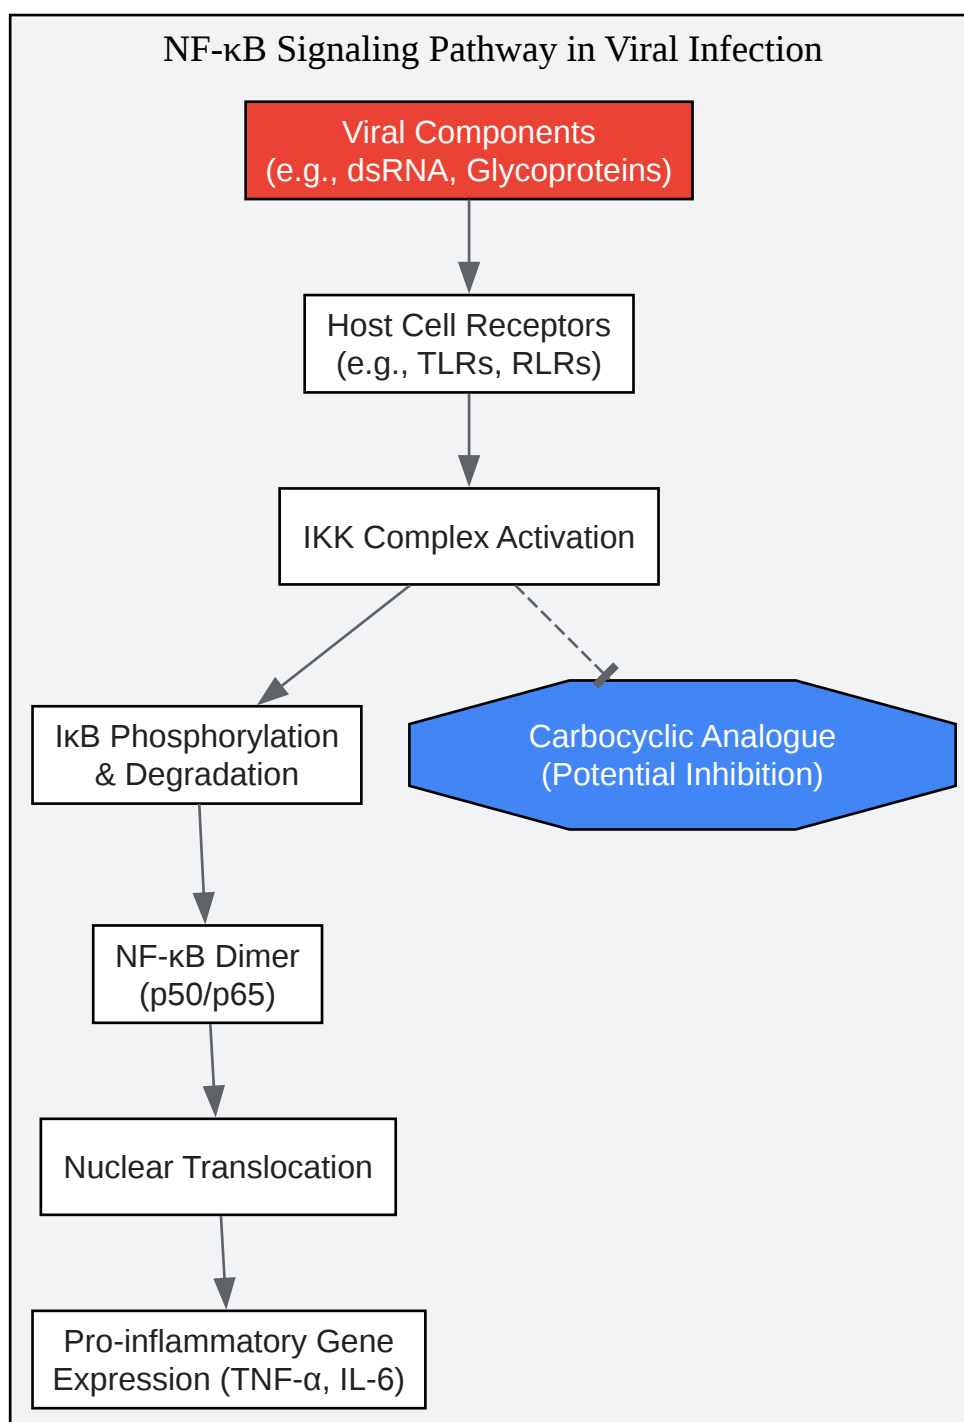 NF-κB Signaling Pathway in Viral Infection
Viral Components
(e.g., dsRNA, Glycoproteins)
Host Cell Receptors
(e.g., TLRs, RLRs)
IKK Complex Activation
IκB Phosphorylation
& Degradation
Carbocyclic Analogue
(Potential Inhibition)
NF-κB Dimer
(p50/p65)
Nuclear Translocation
Pro-inflammatory Gene
Expression (TNF-α, IL-6)